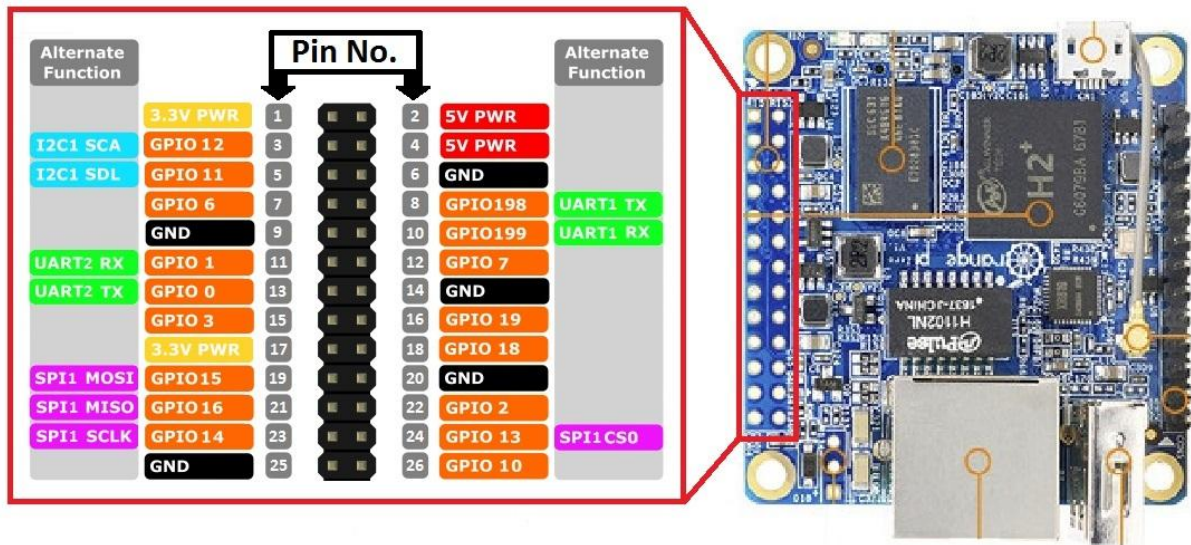 Alternate
Function
Pin No.
Alternate
Function
3.3V PWR 1 2 5V PWR
I2C1 SCA GPIO 12 3 4 5V PWR
I2C1 SDL GPIO 11 5 6 GND
GPIO 6 7 8 GPIO198 UART1 TX
GND 9 10 GPIO199 UART1 RX
UART2 RX GPIO 1 11 12 GPIO 7
UART2 TX GPIO 0 13 14 GND
GPIO 3 15 16 GPIO 19
3.3V PWR 17 18 GPIO 18
SPI1 MOSI GPIO15 19 20 GND
SPI1 MISO GPIO16 21 22 GPIO 2
SPI1 SCLK GPIO14 23 24 GPIO 13 SPI1CS0
GND 25 26 GPIO 10
H2+
range
pi
Pulse
H1102NL
1637-J CHINA